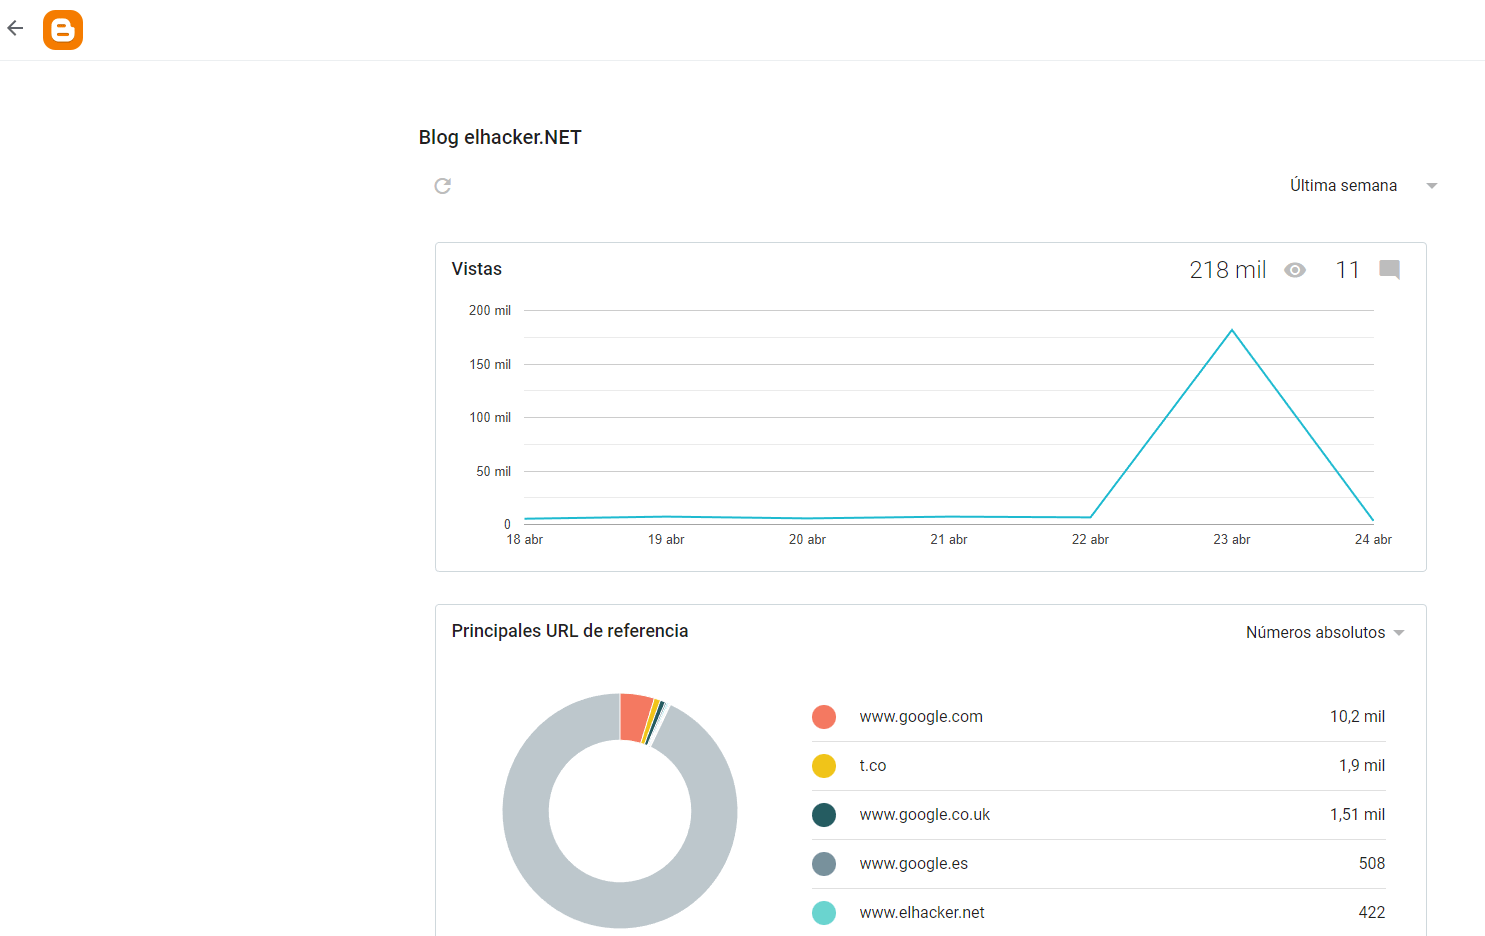 Blog elhacker.NET
Última semana
Vistas
218 mil
11
200 mil
150 mil
100 mil
50 mil
0
18 abr
19 abr
20 abr
21 abr
22 abr
23 abr
24 abr
Principales URL de referencia
Números absolutos
www.google.com 10,2 mil
t.co 1,9 mil
www.google.co.uk 1,51 mil
www.google.es 508
www.elhacker.net 422